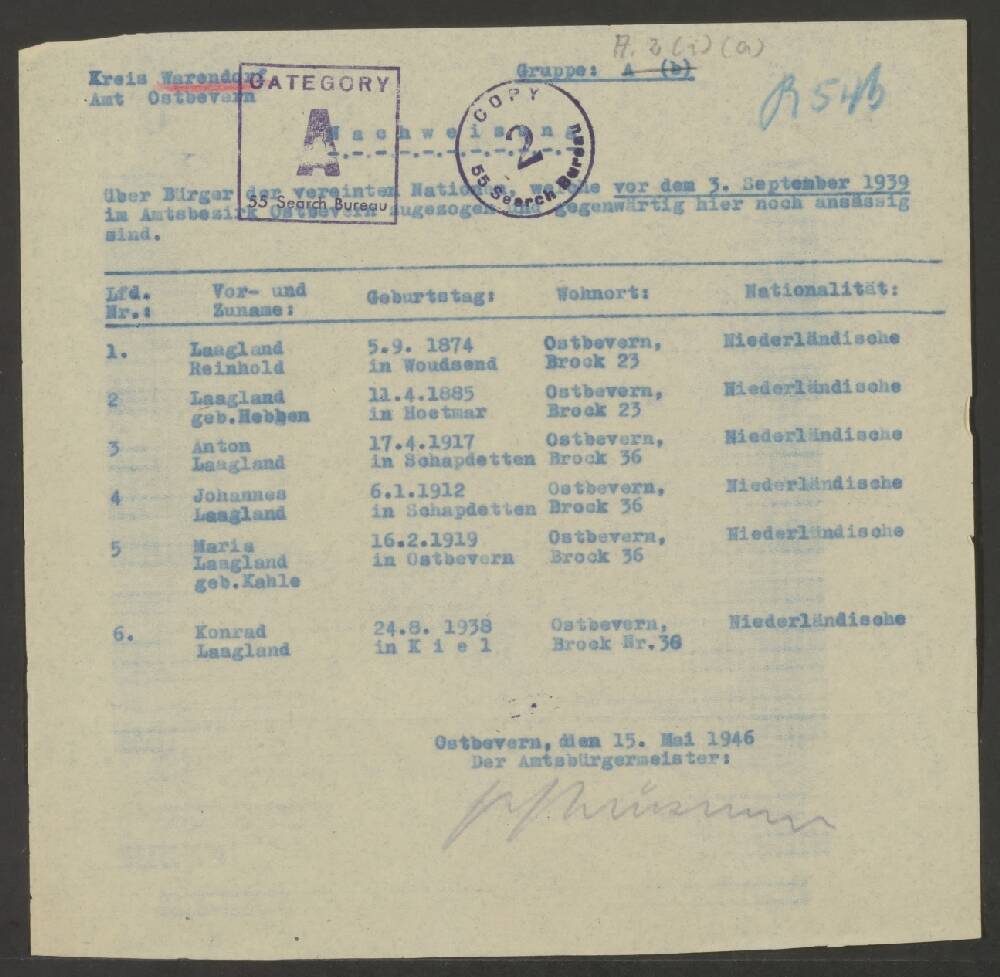 A. 2 (i) (a)
Kreis Warendorf
Gruppe: A (b)
Amt Ostbevern
R 545
CATEGORY
A
55 Search Bureau
COPY
2
55 Search Bureau
Nachweisung
über Bürger der vereinten Nationen, welche vor dem 3. September 1939
im Amtsbezirk Ostbevern zugezogen und gegenwärtig hier noch ansässig
sind.
Lfd. Nr.: Vor- und Zuname: Geburtstag: Wohnort: Nationalität:
1. Laagland 5.9. 1874 Ostbevern, Niederländische
Reinhold in Woudsend Brock 23
2 Laagland 11.4.1885 Ostbevern, Niederländische
geb.Hebben in Hoetmar Brock 23
3 Anton 17.4.1917 Ostbevern, Niederländische
Laagland in Schapdetten Brock 36
4 Johannes 6.1.1912 Ostbevern, Niederländische
Laagland in Schapdetten Brock 36
5 Maria 16.2.1919 Ostbevern, Niederländische
Laagland in Ostbevern Brock 36
geb.Kahle
6. Konrad 24.8. 1938 Ostbevern, Niederländische
Laagland in K i e l Brock Nr.36
Ostbevern, den 15. Mai 1946
Der Amtsbürgermeister: